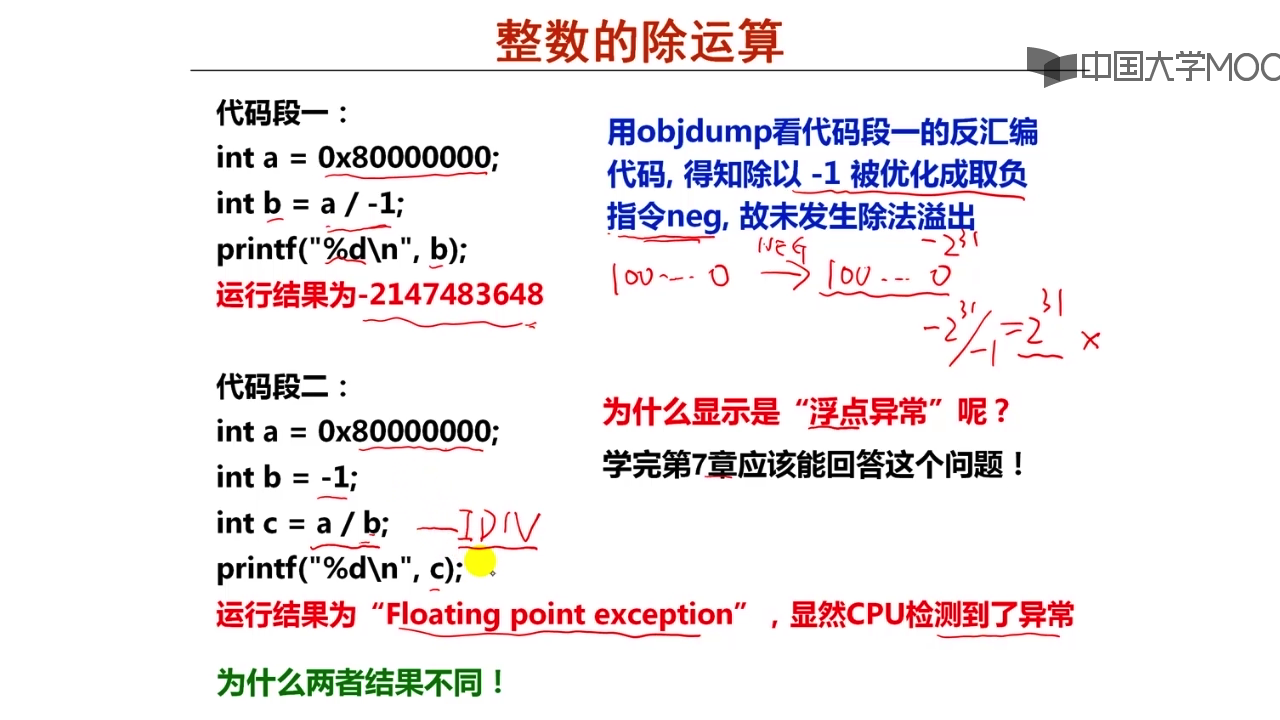 整数的除运算
中国大学MOO
代码段一：
int a = 0x80000000;
int b = a / -1;
printf("%d\n", b);
运行结果为-2147483648
用objdump看代码段一的反汇编
代码, 得知除以 -1 被优化成取负
指令neg, 故未发生除法溢出
100... 0 NEG → 100 ... 0 -2^31
-2^31/-1 = 2^31 ×
代码段二：
int a = 0x80000000;
int b = -1;
int c = a / b; — IDIV
printf("%d\n", c);
运行结果为“Floating point exception”，显然CPU检测到了异常
为什么显示是“浮点异常”呢？
学完第7章应该能回答这个问题！
为什么两者结果不同！